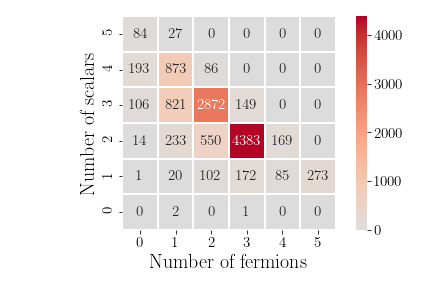 Number of scalars
5 84 27 0 0 0 0
4 193 873 86 0 0 0
3 106 821 2872 149 0 0
2 14 233 550 4383 169 0
1 1 20 102 172 85 273
0 0 2 0 1 0 0
0 1 2 3 4 5
Number of fermions
4000
3000
2000
1000
0